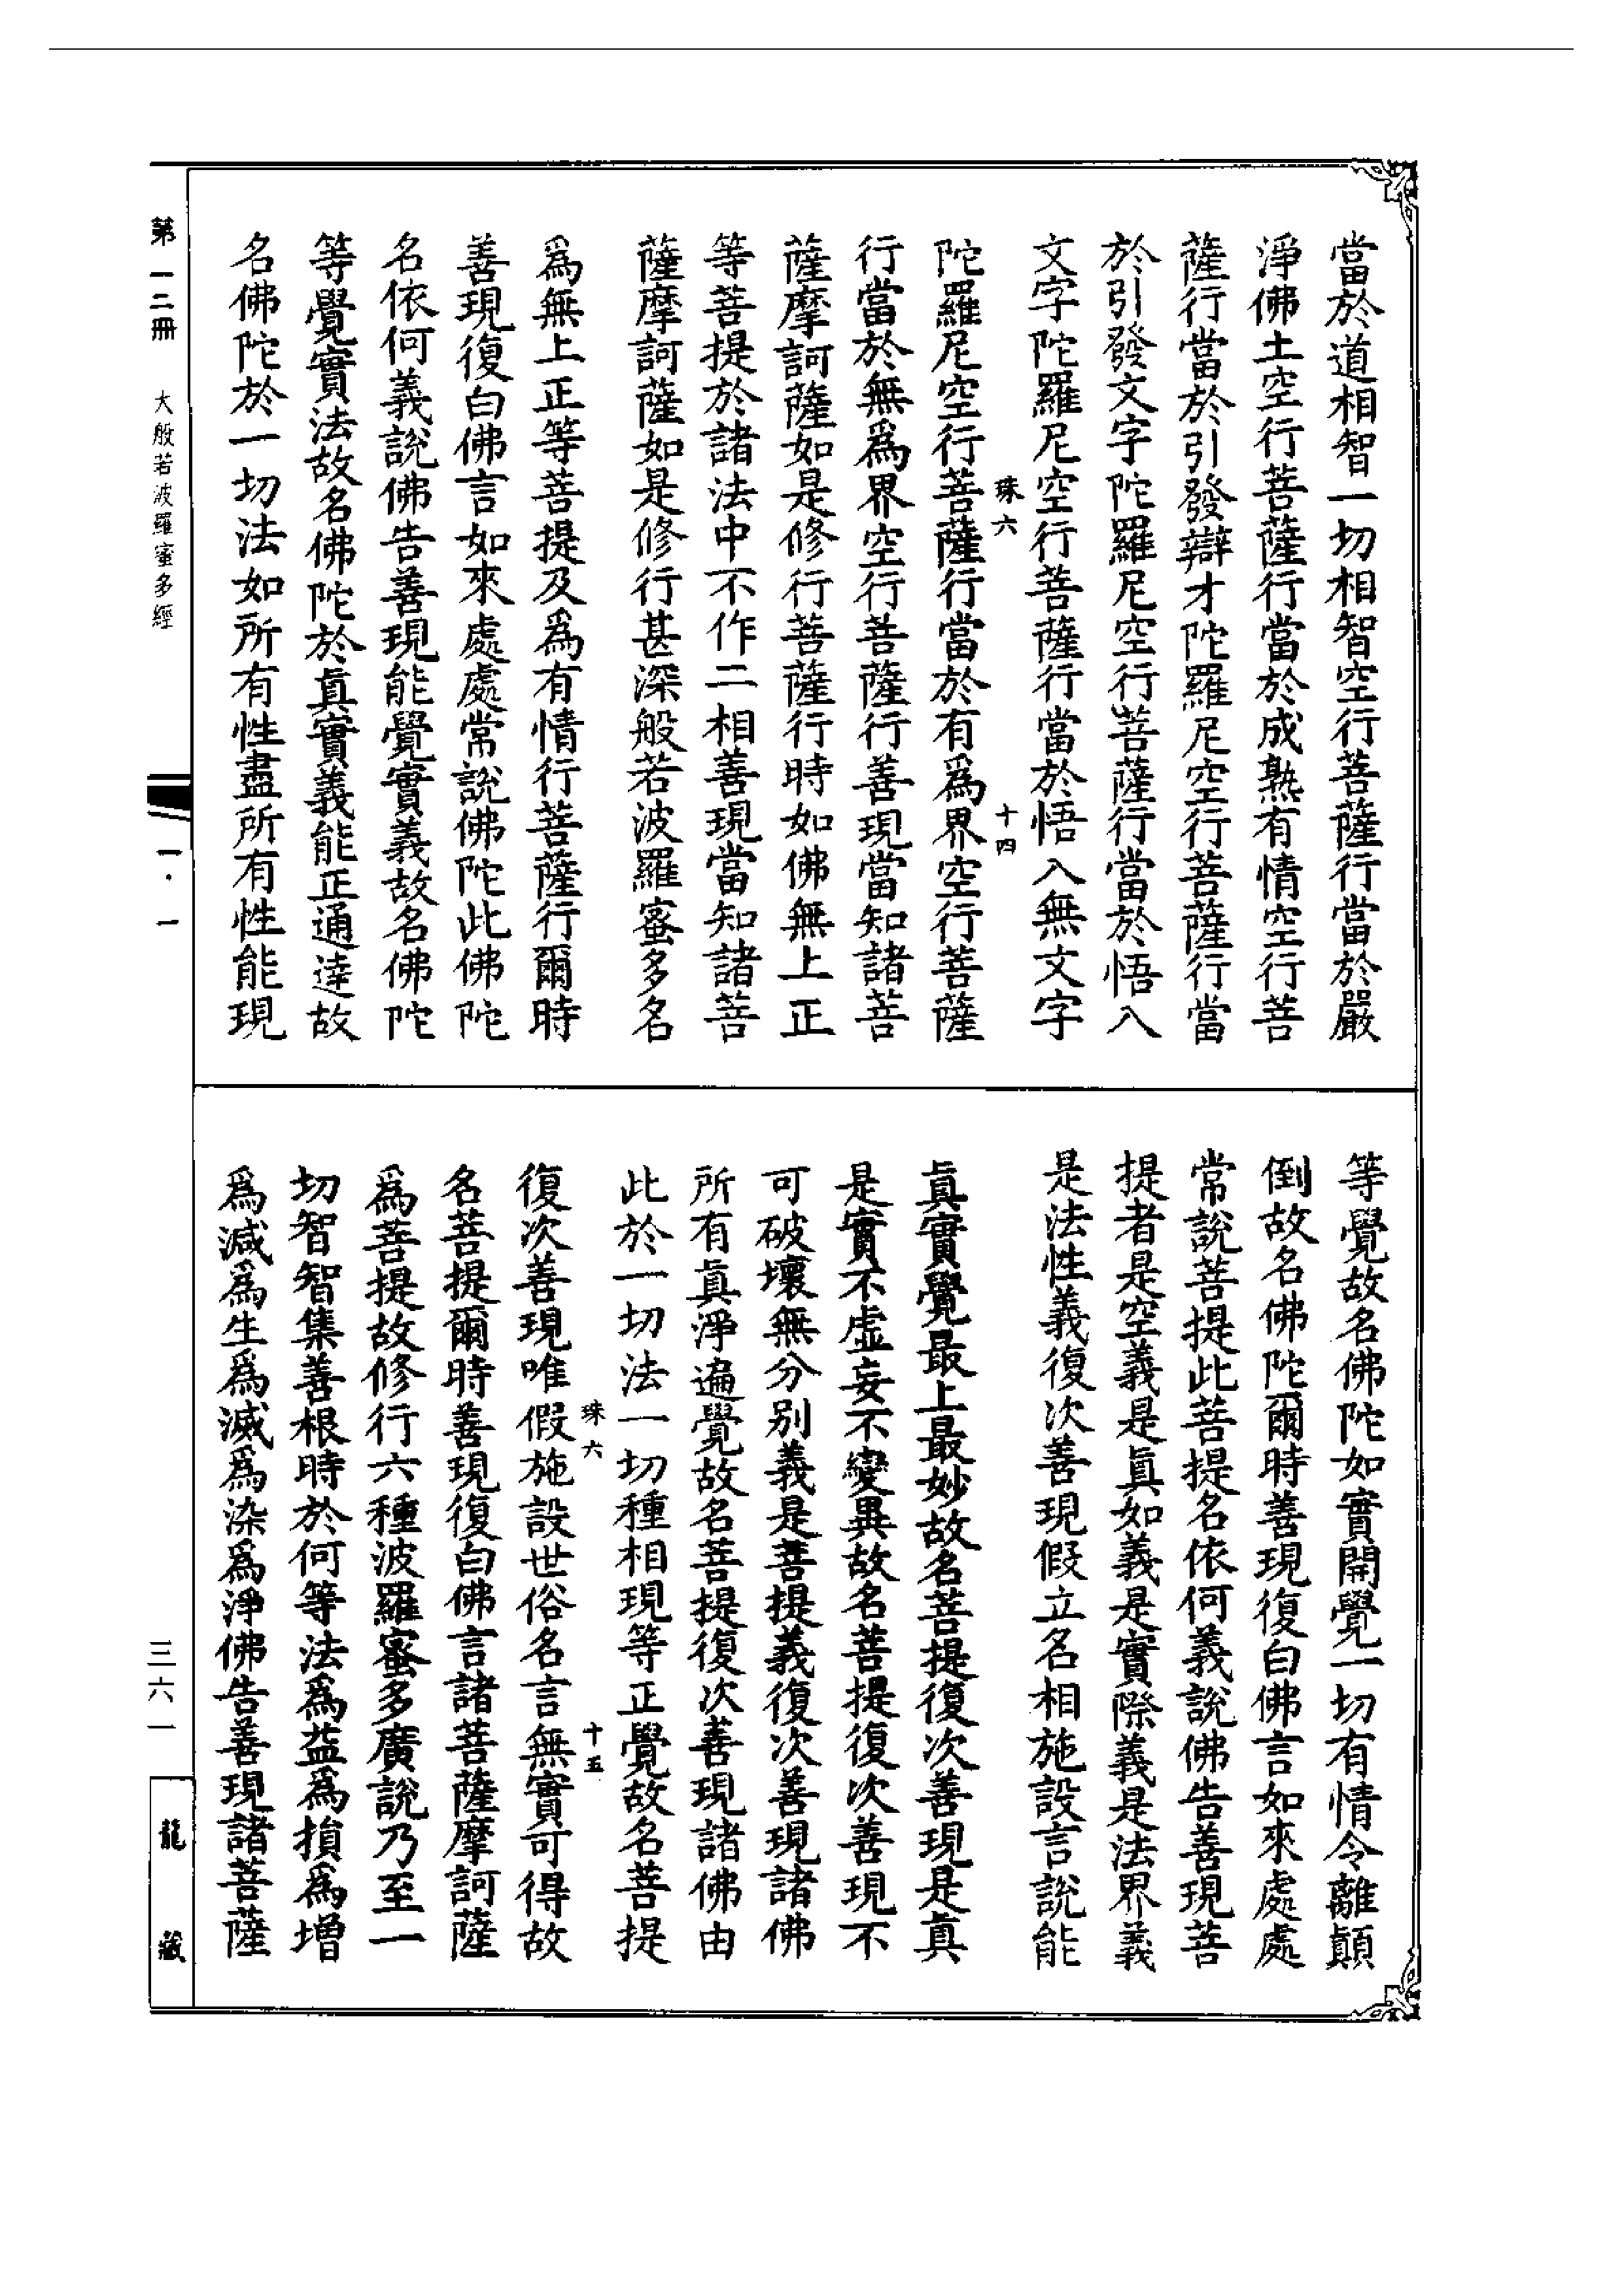 當於道相智一切相智空行菩薩行當於嚴
淨佛土空行菩薩行當於成熟有情空行菩
薩行當於引發辯才陀羅尼空行菩薩行當
於引發文字陀羅尼空行菩薩行當於悟入
文字陀羅尼空行菩薩行當於悟入無文字
珠六 十四
陀羅尼空行菩薩行當於有爲界空行菩薩
行當於無爲界空行菩薩行善現當知諸菩
薩摩訶薩如是修行菩薩行時如佛無上正
等菩提於諸法中不作二相善現當知諸菩
薩摩訶薩如是修行甚深般若波羅蜜多名
爲無上正等菩提及爲有情行菩薩行爾時
善現復白佛言如來處處常說佛陀此佛陀
名依何義說佛告善現能覺實義故名佛陀
等覺實法故名佛陀於真實義能正通達故
名佛陀於一切法如所有性盡所有性能現
等覺故名佛陀如實開覺一切有情令離顛
倒故名佛陀爾時善現復白佛言如來處處
常說菩提此菩提名依何義說佛告善現菩
提者是空義是真如義是實際義是法界義
是法性義復次善現假立名相施設言說能
真實覺最上最妙故名菩提復次善現是真
是實不虛妄不變異故名菩提復次善現不
可破壞無分別義是菩提義復次善現諸佛
所有真淨遍覺故名菩提復次善現諸佛由
此於一切法一切種相現等正覺故名菩提
珠六 十五
復次善現唯假施設世俗名言無實可得故
名菩提爾時善現復白佛言諸菩薩摩訶薩
爲菩提故修行六種波羅蜜多廣說乃至一
切智智集善根時於何等法爲益爲損爲增
爲減爲生爲滅爲染爲淨佛告善現諸菩薩
第一二冊 大般若波羅蜜多經 一·一 三六一 龍藏